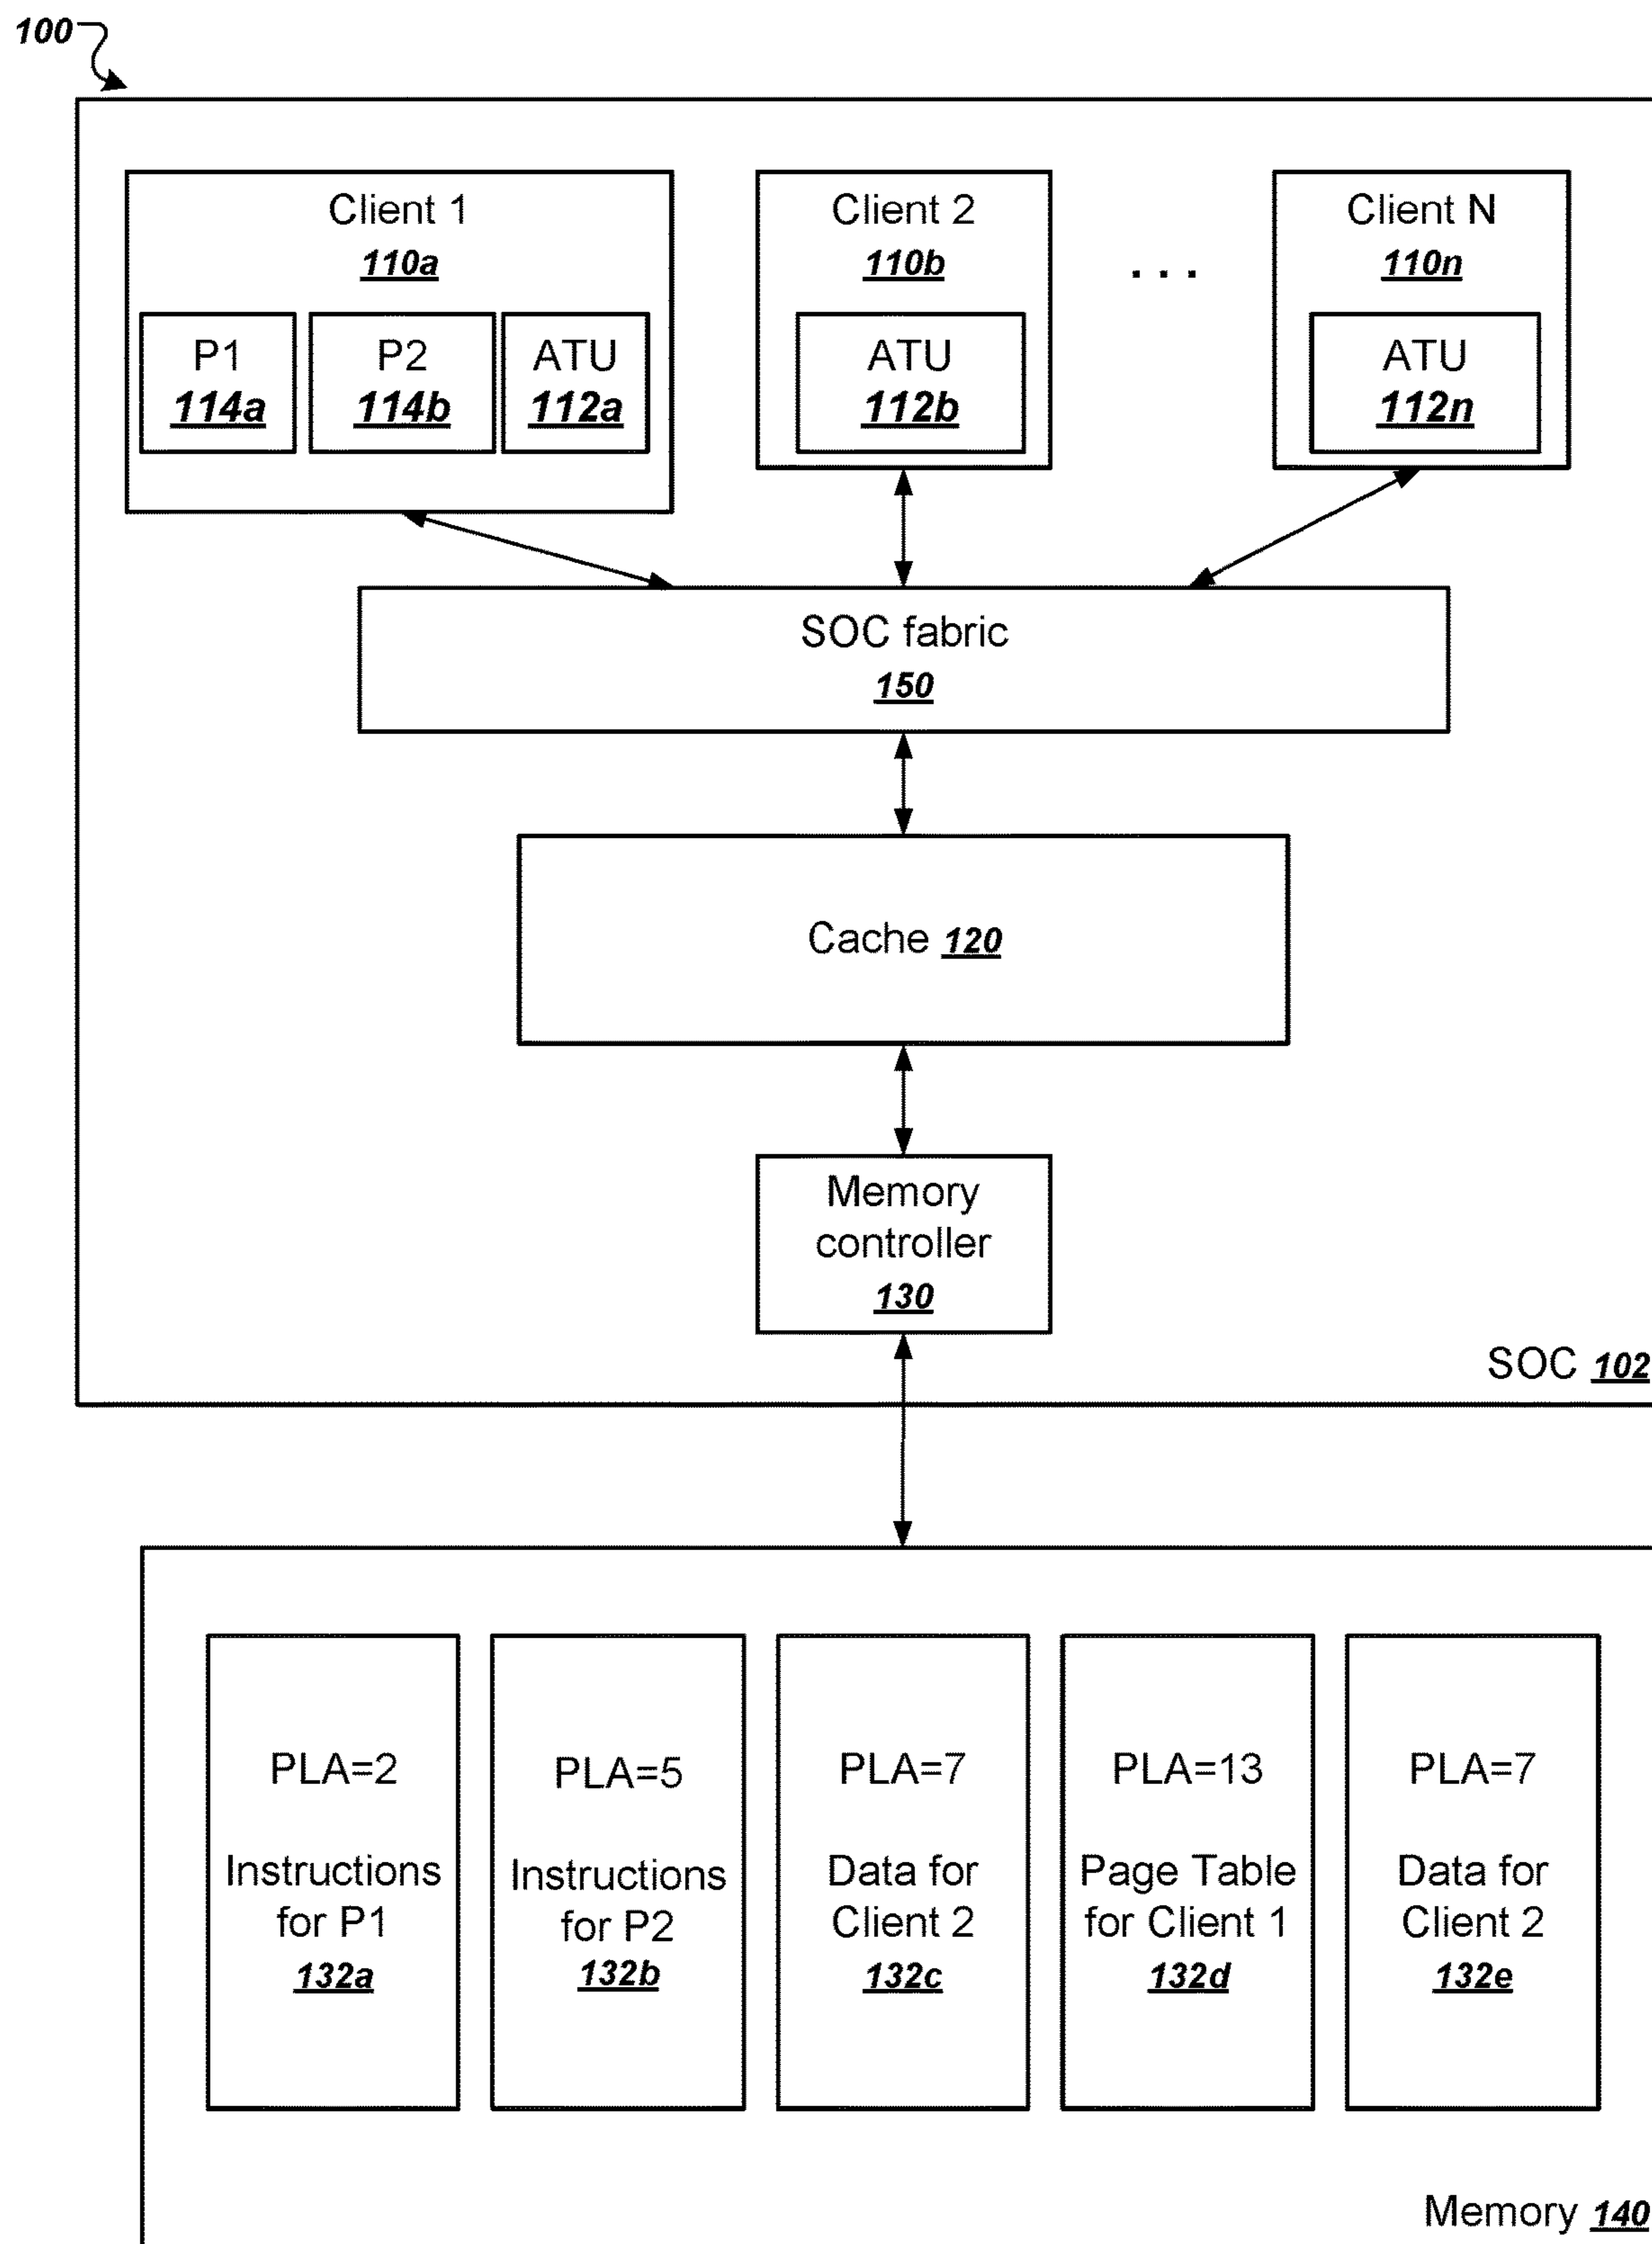 100
Client 1
110a
P1
114a
P2
114b
ATU
112a
Client 2
110b
ATU
112b
. . .
Client N
110n
ATU
112n
SOC fabric
150
Cache 120
Memory
controller
130
SOC 102
PLA=2
Instructions
for P1
132a
PLA=5
Instructions
for P2
132b
PLA=7
Data for
Client 2
132c
PLA=13
Page Table
for Client 1
132d
PLA=7
Data for
Client 2
132e
Memory 140